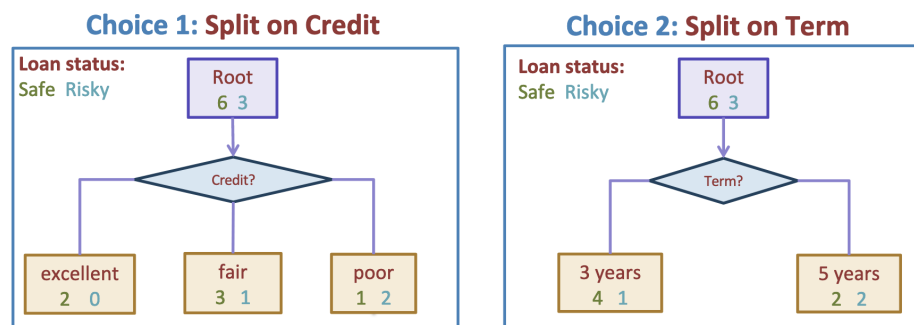 Choice 1: Split on Credit
Loan status:
Safe Risky
Root
6 3
Credit?
excellent
2 0
fair
3 1
poor
1 2
Choice 2: Split on Term
Loan status:
Safe Risky
Root
6 3
Term?
3 years
4 1
5 years
2 2